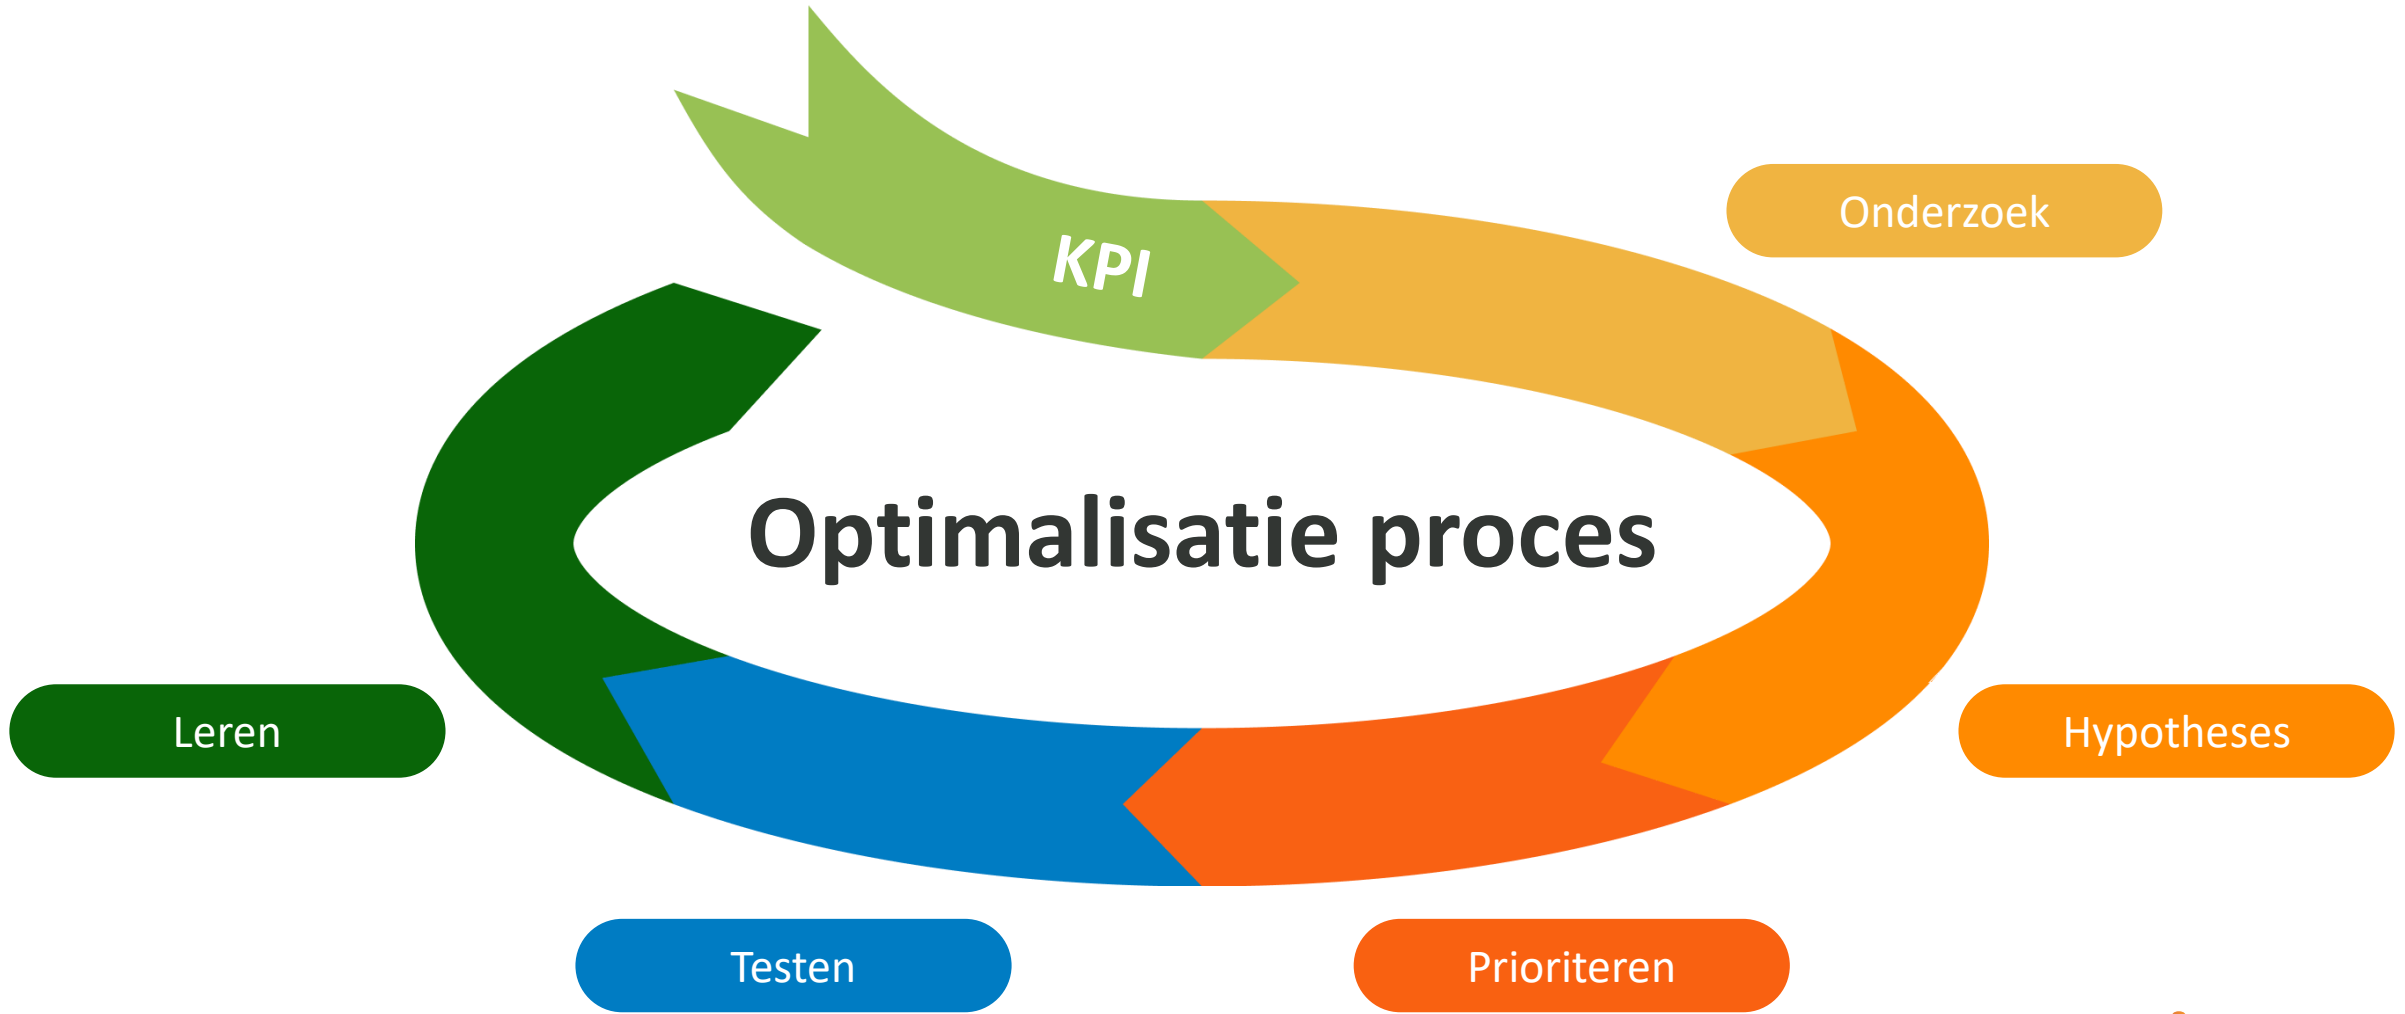 KPI
Onderzoek
Optimalisatie proces
Leren
Hypotheses
Testen
Prioriteren